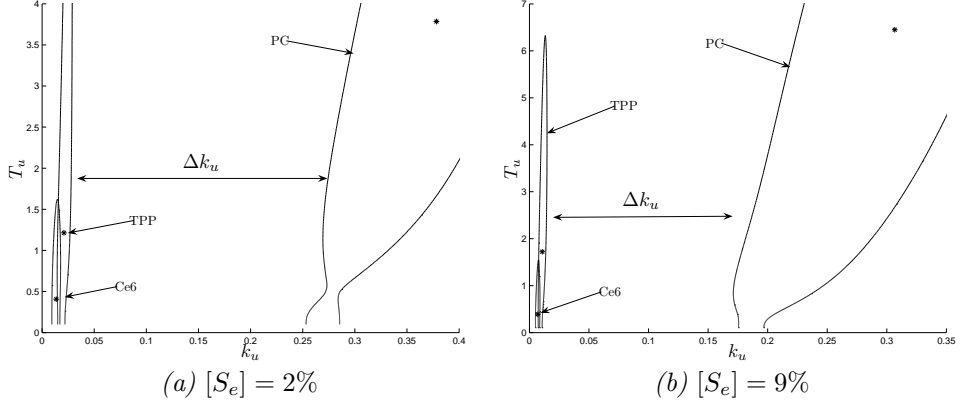 4
3.5
3
2.5
2
1.5
1
0.5
0
T_u
0
0.05
0.1
0.15
0.2
0.25
0.3
0.35
0.4
k_u
PC
Δk_u
TPP
Ce6
(a) [S_e] = 2%
7
6
5
4
3
2
1
0
T_u
0
0.05
0.1
0.15
0.2
0.25
0.3
0.35
k_u
PC
TPP
Δk_u
Ce6
(b) [S_e] = 9%